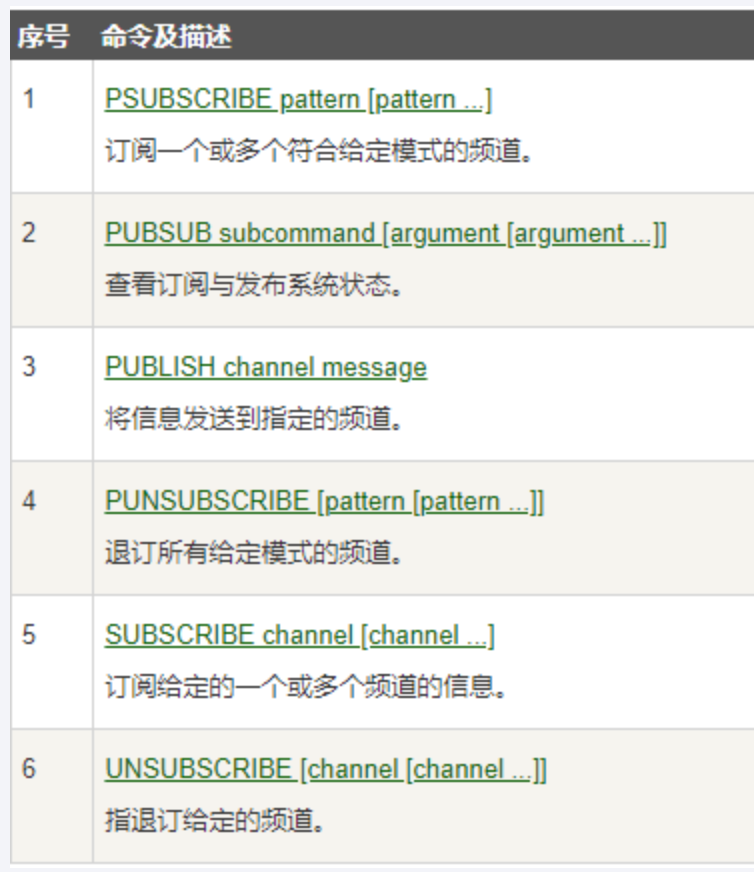 序号 命令及描述
1 PSUBSCRIBE pattern [pattern ...]
订阅一个或多个符合给定模式的频道。
2 PUBSUB subcommand [argument [argument ...]]
查看订阅与发布系统状态。
3 PUBLISH channel message
将信息发送到指定的频道。
4 PUNSUBSCRIBE [pattern [pattern ...]]
退订所有给定模式的频道。
5 SUBSCRIBE channel [channel ...]
订阅给定的一个或多个频道的信息。
6 UNSUBSCRIBE [channel [channel ...]]
指退订给定的频道。